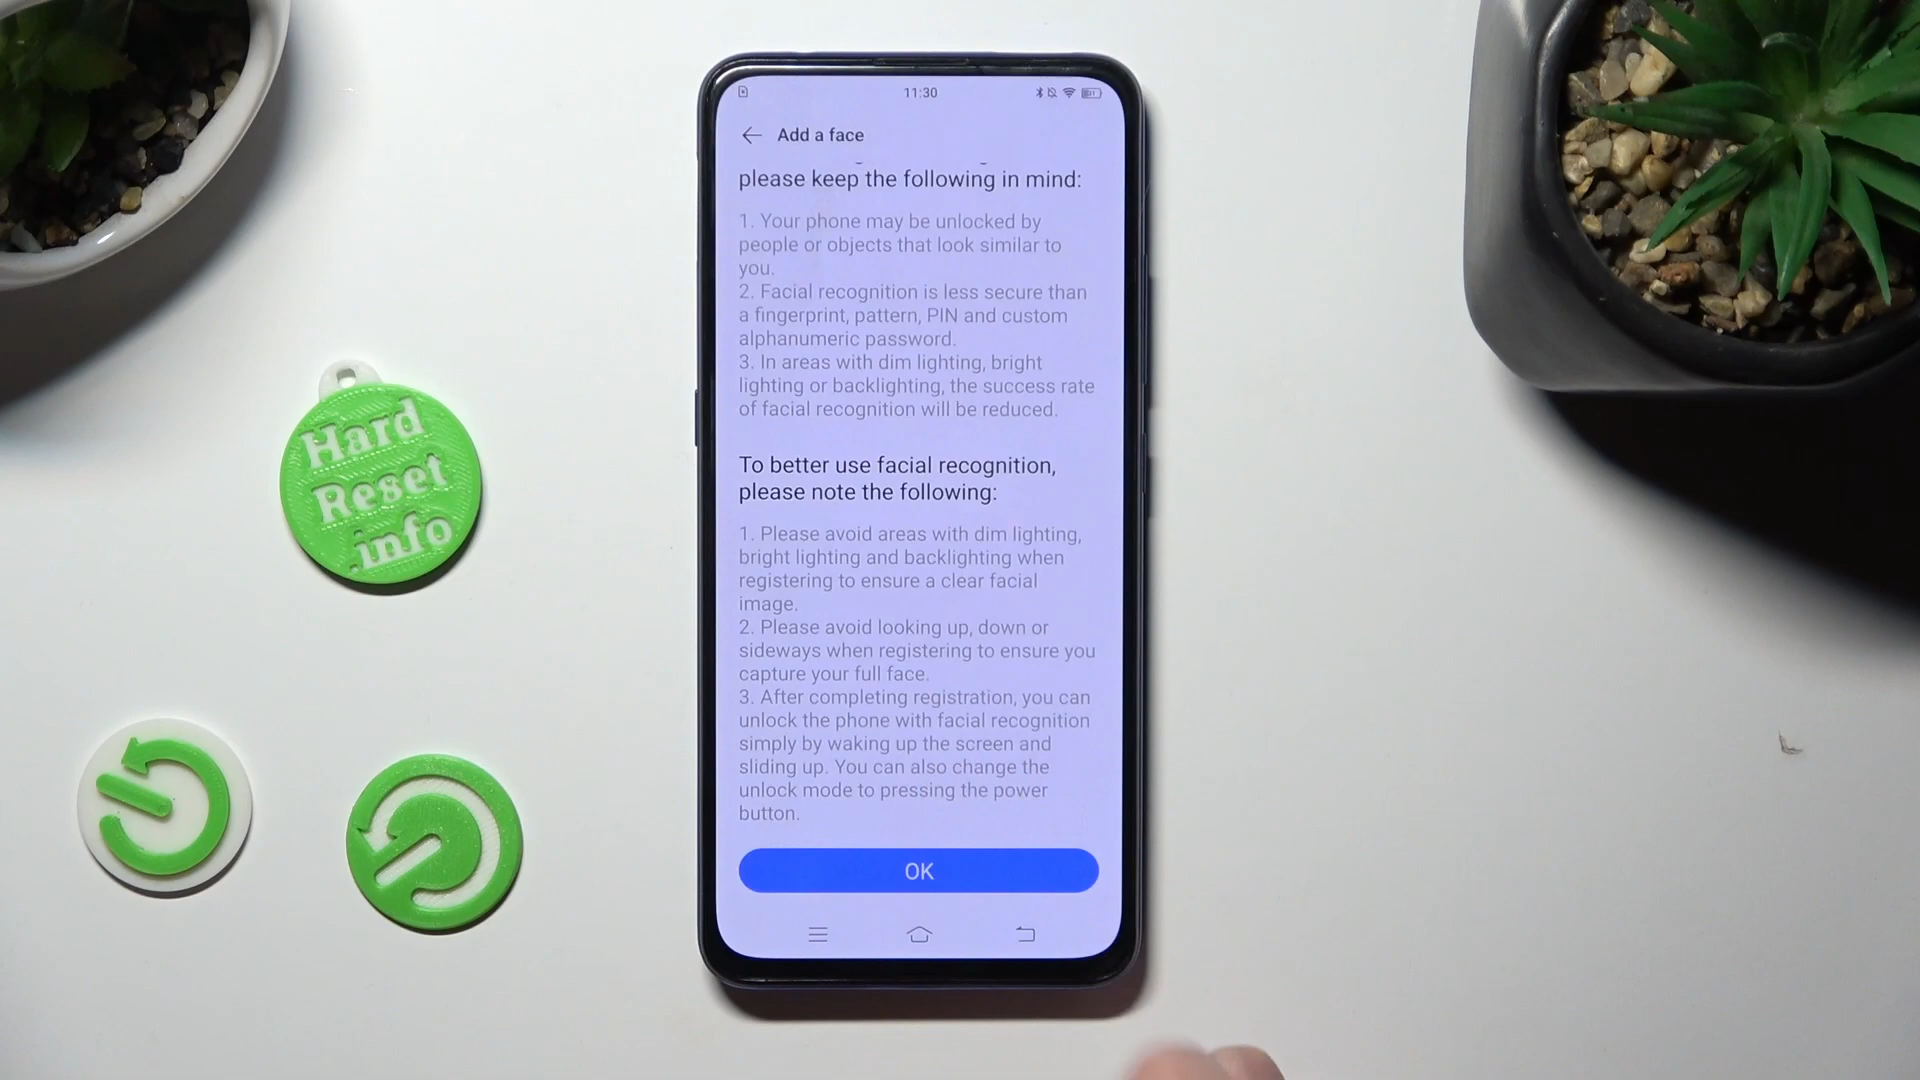 11:30
Add a face
please keep the following in mind:
1. Your phone may be unlocked by
people or objects that look similar to
you.
2. Facial recognition is less secure than
a fingerprint, pattern, PIN and custom
alphanumeric password.
3. In areas with dim lighting, bright
lighting or backlighting, the success rate
of facial recognition will be reduced.
To better use facial recognition,
please note the following:
1. Please avoid areas with dim lighting,
bright lighting and backlighting when
registering to ensure a clear facial
image.
2. Please avoid looking up, down or
sideways when registering to ensure you
capture your full face.
3. After completing registration, you can
unlock the phone with facial recognition
simply by waking up the screen and
sliding up. You can also change the
unlock mode to pressing the power
button.
OK
Hard
Reset
.info